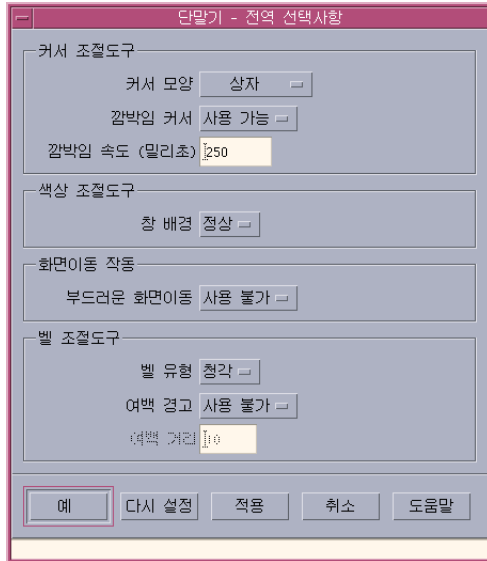 단말기 - 전역 선택사항
커서 조절도구
커서 모양 상자
깜박임 커서 사용 가능
깜박임 속도 (밀리초) 250
색상 조절도구
창 배경 정상
화면이동 작동
부드러운 화면이동 사용 불가
벨 조절도구
벨 유형 청각
여백 경고 사용 불가
여백 거리 10
예 다시 설정 적용 취소 도움말